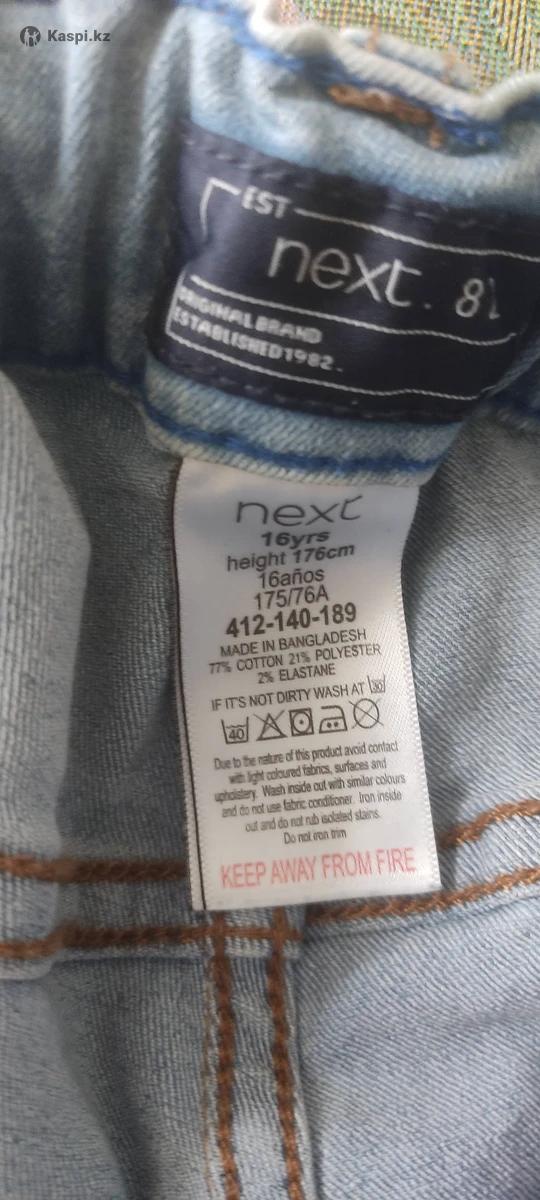 Kaspi.kz
EST
next. 82
ORIGINAL BRAND
ESTABLISHED 1982.
next
16yrs
height 176cm
16años
175/76A
412-140-189
MADE IN BANGLADESH
77% COTTON 21% POLYESTER
2% ELASTANE
IF IT'S NOT DIRTY WASH AT 30
40
Due to the nature of this product avoid contact
with light coloured fabrics, surfaces and
upholstery. Wash inside out with similar colours
and do not use fabric conditioner. Iron inside
out and do not rub isolated stains.
Do not iron trim
KEEP AWAY FROM FIRE